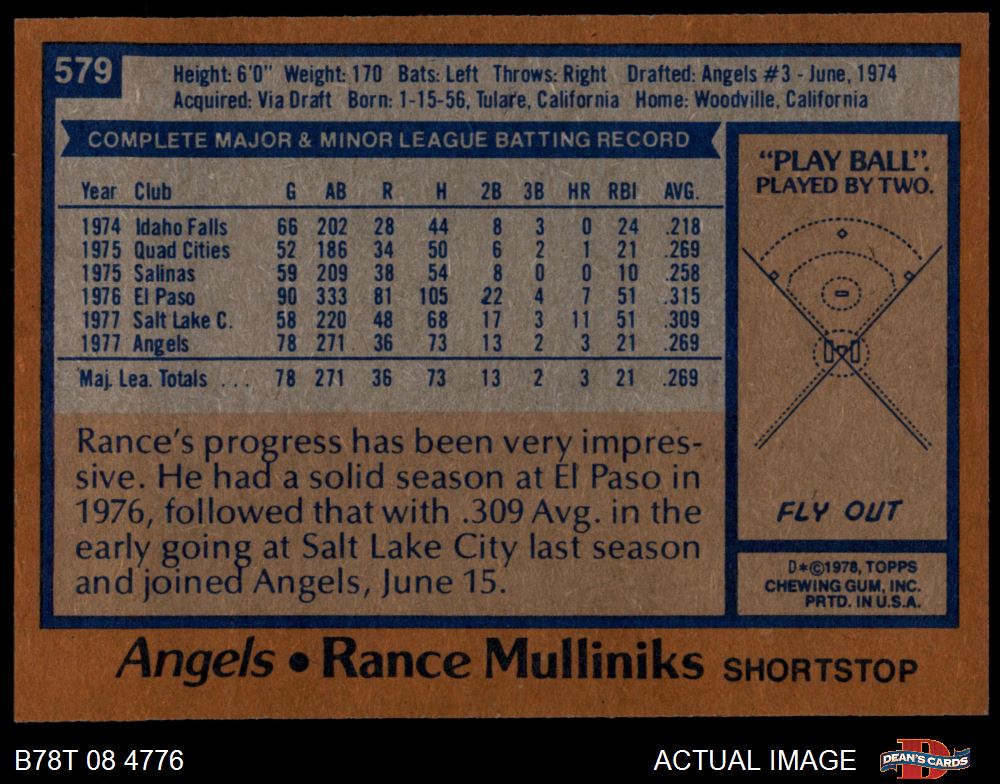 579
Height: 6'0" Weight: 170 Bats: Left Throws: Right Drafted: Angels #3 - June, 1974
Acquired: Via Draft Born: 1-15-56, Tulare, California Home: Woodville, California
COMPLETE MAJOR & MINOR LEAGUE BATTING RECORD
Year Club G AB R H 2B 3B HR RBI AVG.
1974 Idaho Falls 66 202 28 44 8 3 0 24 .218
1975 Quad Cities 52 186 34 50 6 2 1 21 .269
1975 Salinas 59 209 38 54 8 0 0 10 .258
1976 El Paso 90 333 81 105 22 4 7 51 .315
1977 Salt Lake C. 58 220 48 68 17 3 11 51 .309
1977 Angels 78 271 36 73 13 2 3 21 .269
Maj. Lea. Totals ... 78 271 36 73 13 2 3 21 .269
Rance's progress has been very impres-
sive. He had a solid season at El Paso in
1976, followed that with .309 Avg. in the
early going at Salt Lake City last season
and joined Angels, June 15.
"PLAY BALL".
PLAYED BY TWO.
FLY OUT
D*©1978, TOPPS
CHEWING GUM, INC.
PRTD. IN U.S.A.
Angels • Rance Mulliniks SHORTSTOP
B78T 08 4776
ACTUAL IMAGE
DEAN'S CARDS